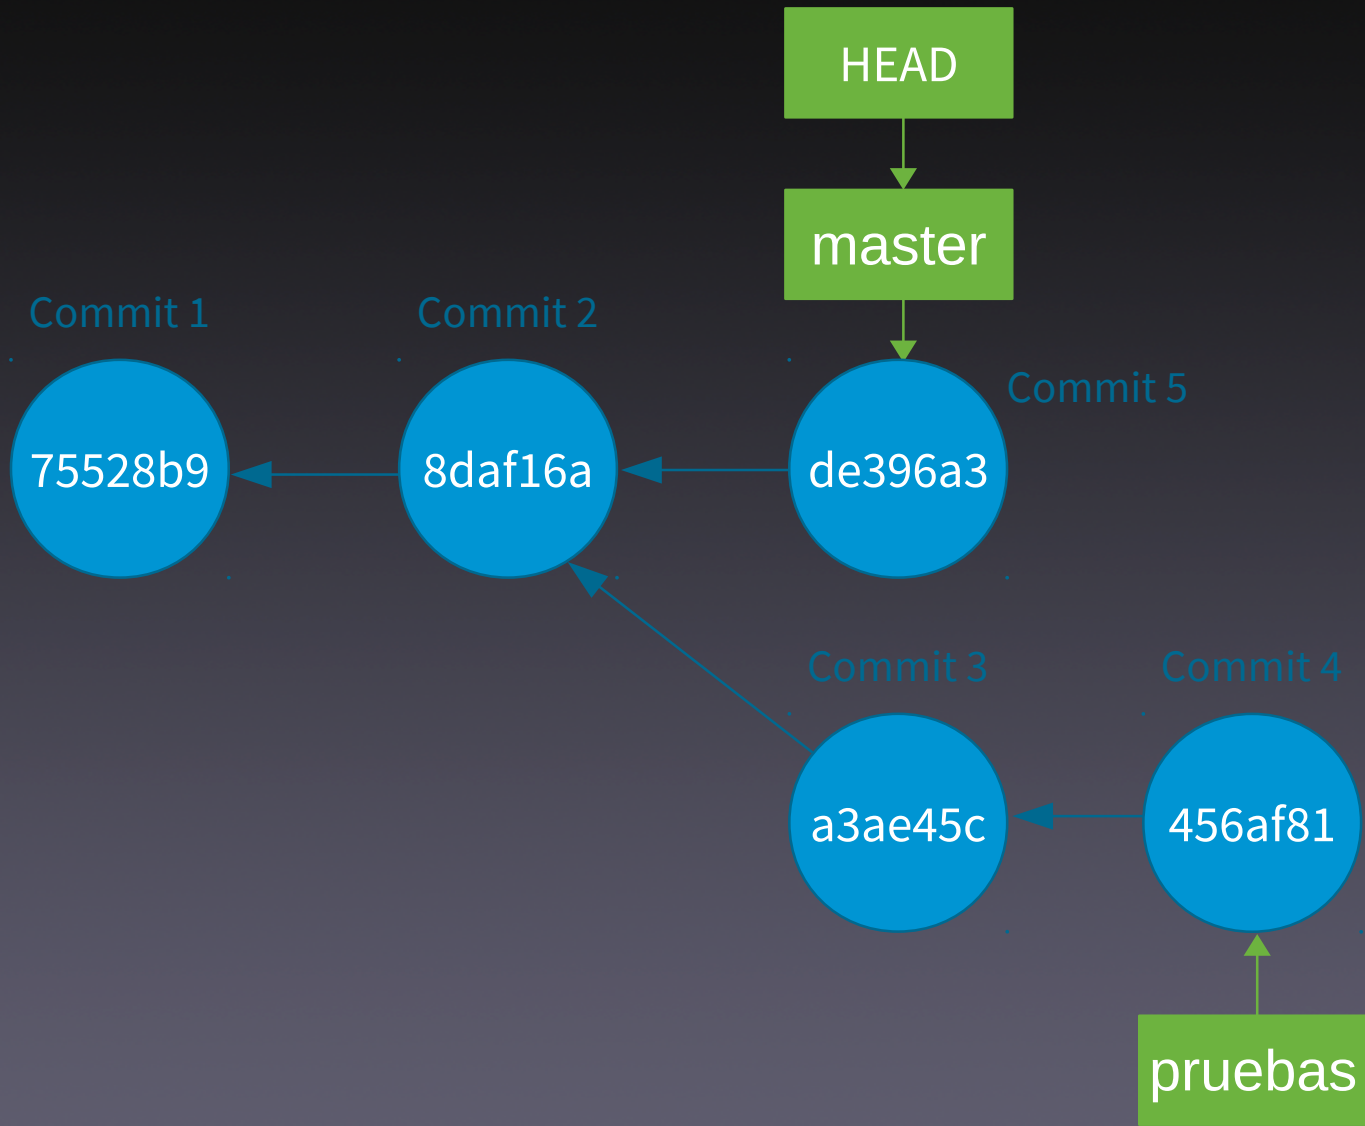 HEAD
master
Commit 1
Commit 2
Commit 5
75528b9
8daf16a
de396a3
Commit 3
Commit 4
a3ae45c
456af81
pruebas